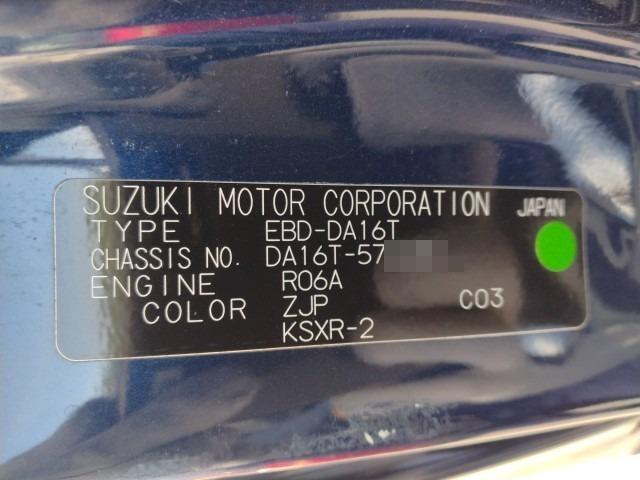 SUZUKI MOTOR CORPORATION JAPAN
TYPE EBD-DA16T
CHASSIS NO. DA16T-57
ENGINE R06A
COLOR ZJP C03
KSXR-2